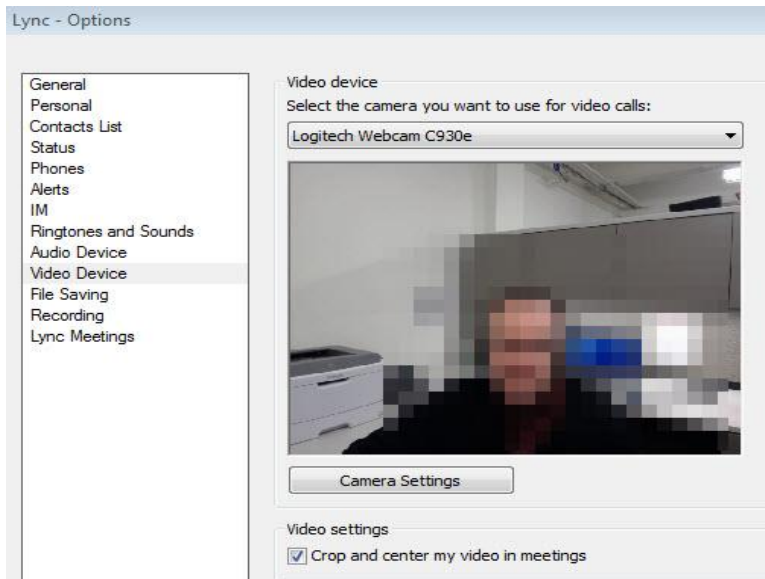 Lync - Options
General
Personal
Contacts List
Status
Phones
Alerts
IM
Ringtones and Sounds
Audio Device
Video Device
File Saving
Recording
Lync Meetings
Video device
Select the camera you want to use for video calls:
Logitech Webcam C930e
Camera Settings
Video settings
Crop and center my video in meetings